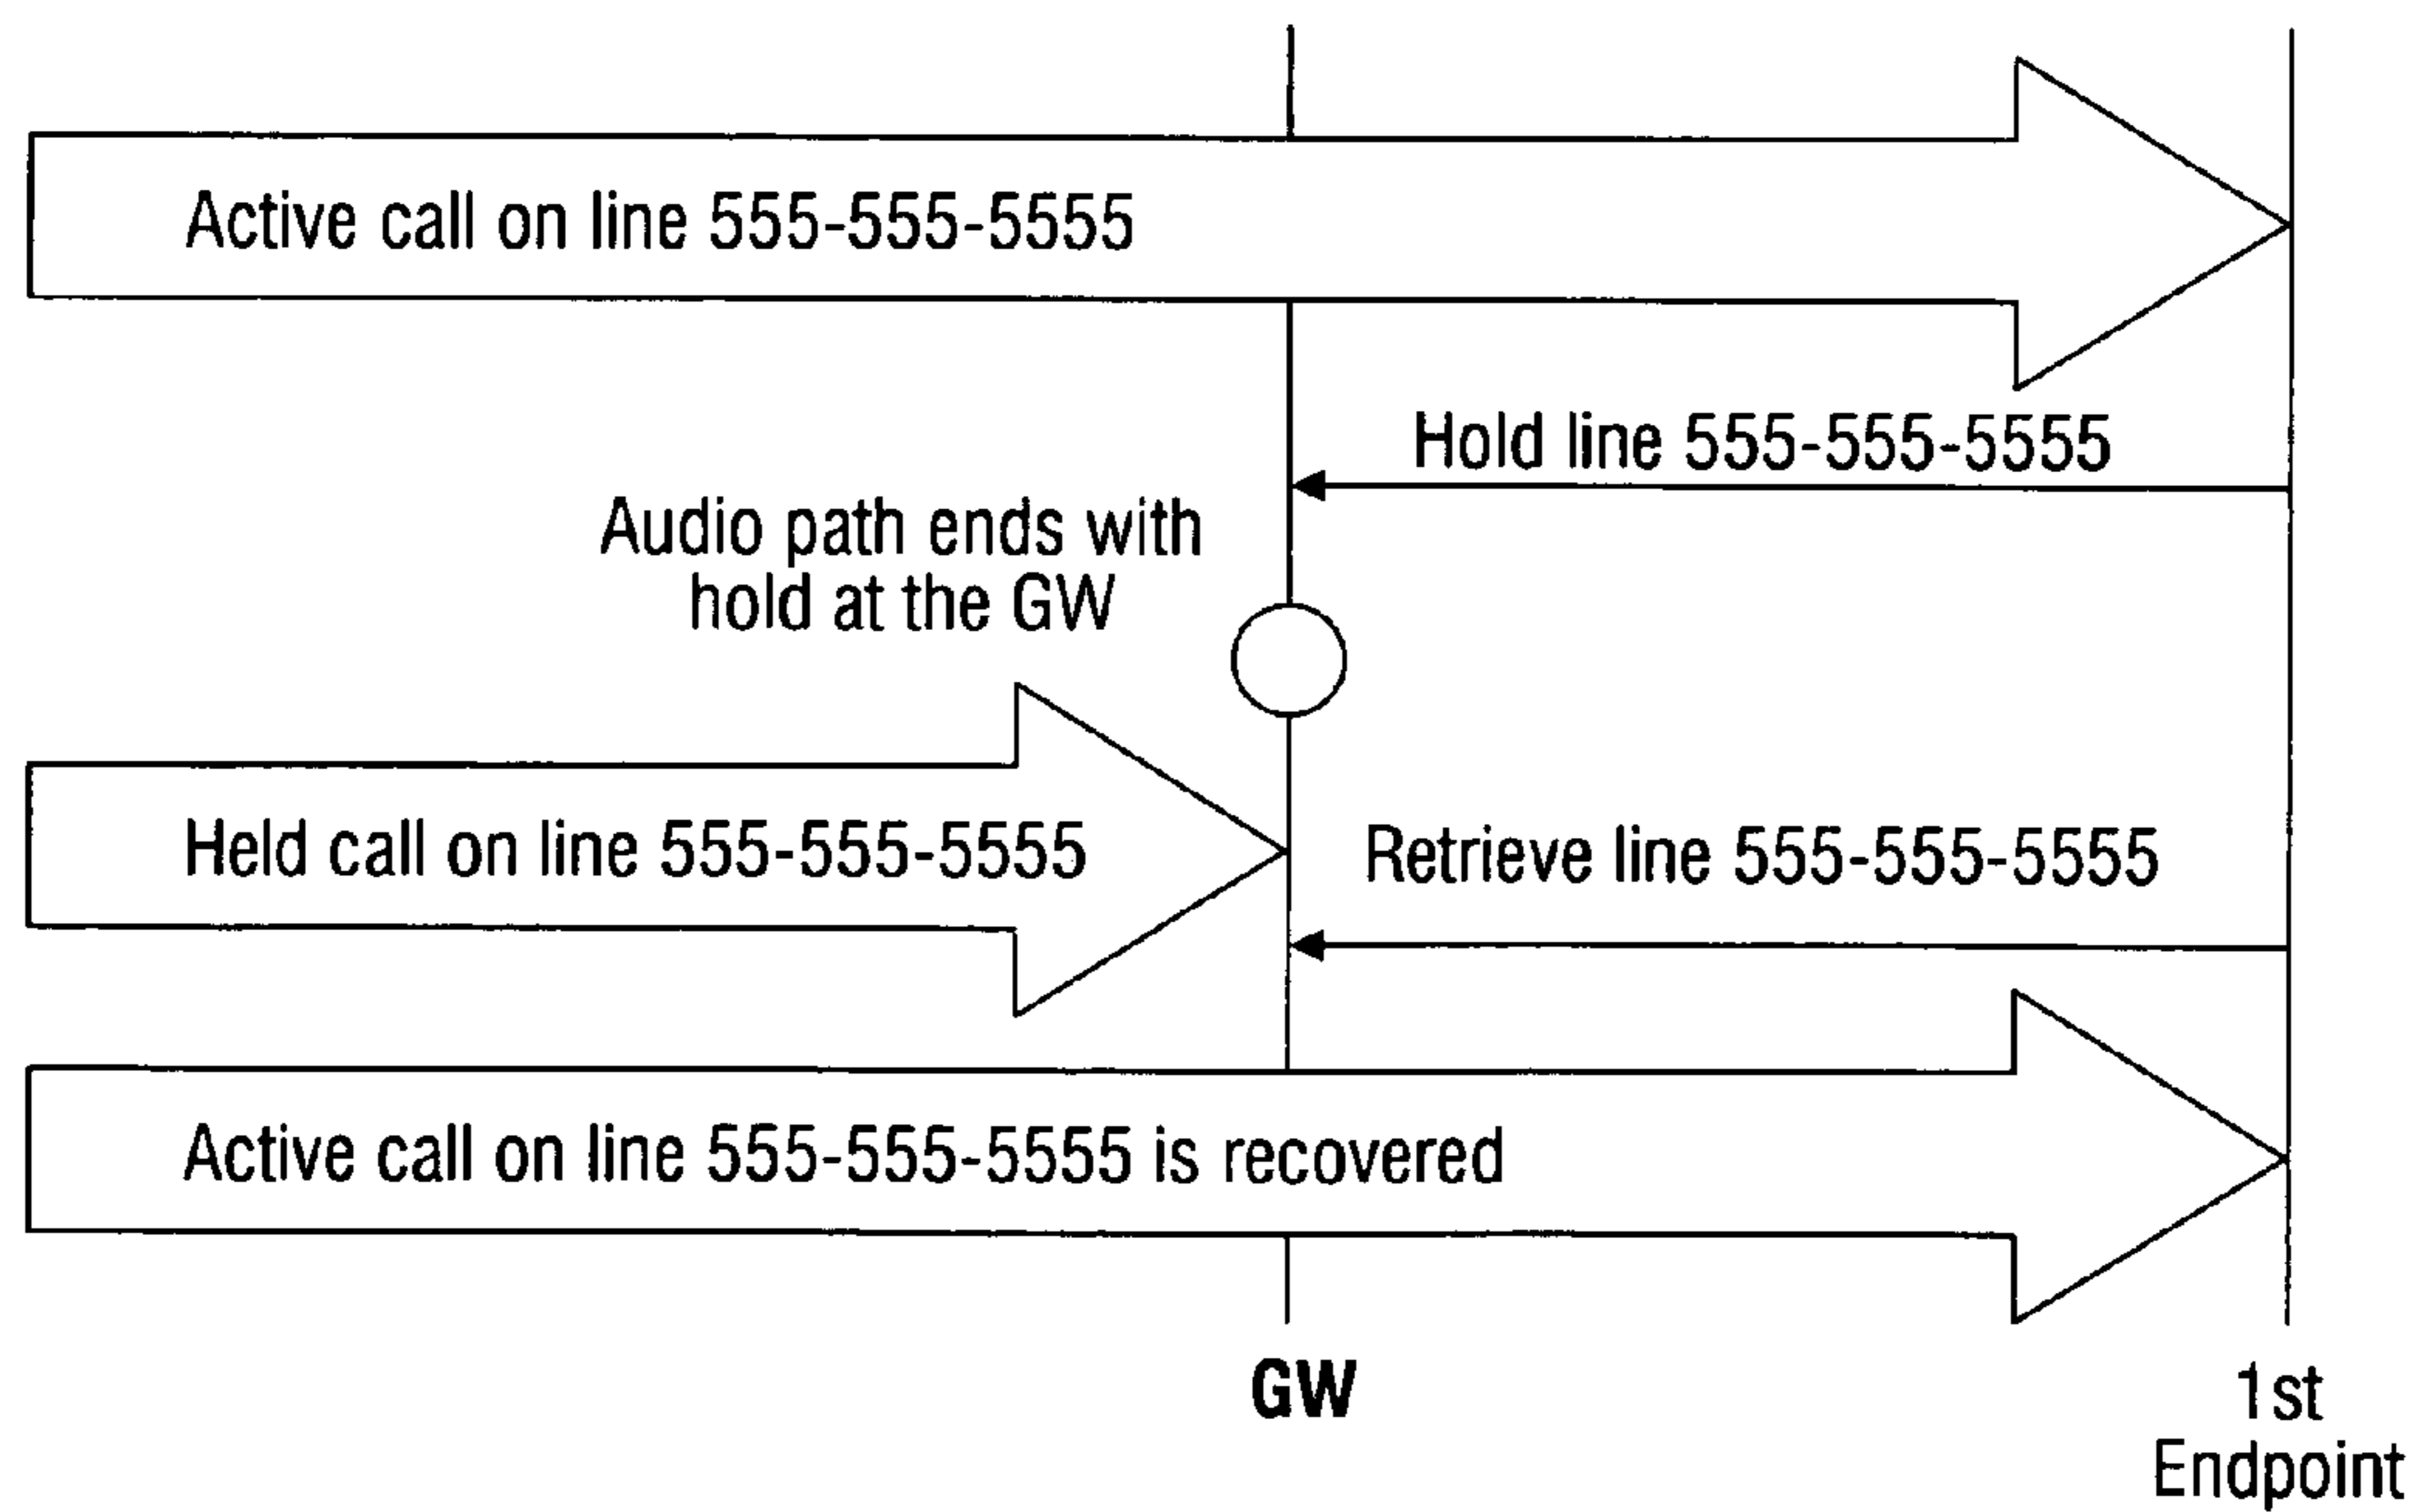 Active call on line 555-555-5555
Hold line 555-555-5555
Audio path ends with
hold at the GW
Held call on line 555-555-5555
Retrieve line 555-555-5555
Active call on line 555-555-5555 is recovered
GW
1st
Endpoint